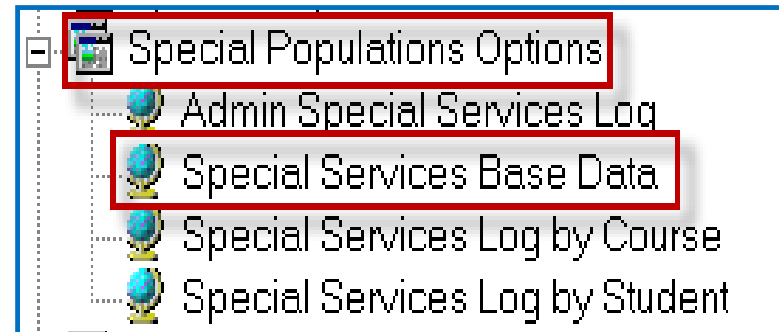 Special Populations Options
Admin Special Services Log
Special Services Base Data
Special Services Log by Course
Special Services Log by Student